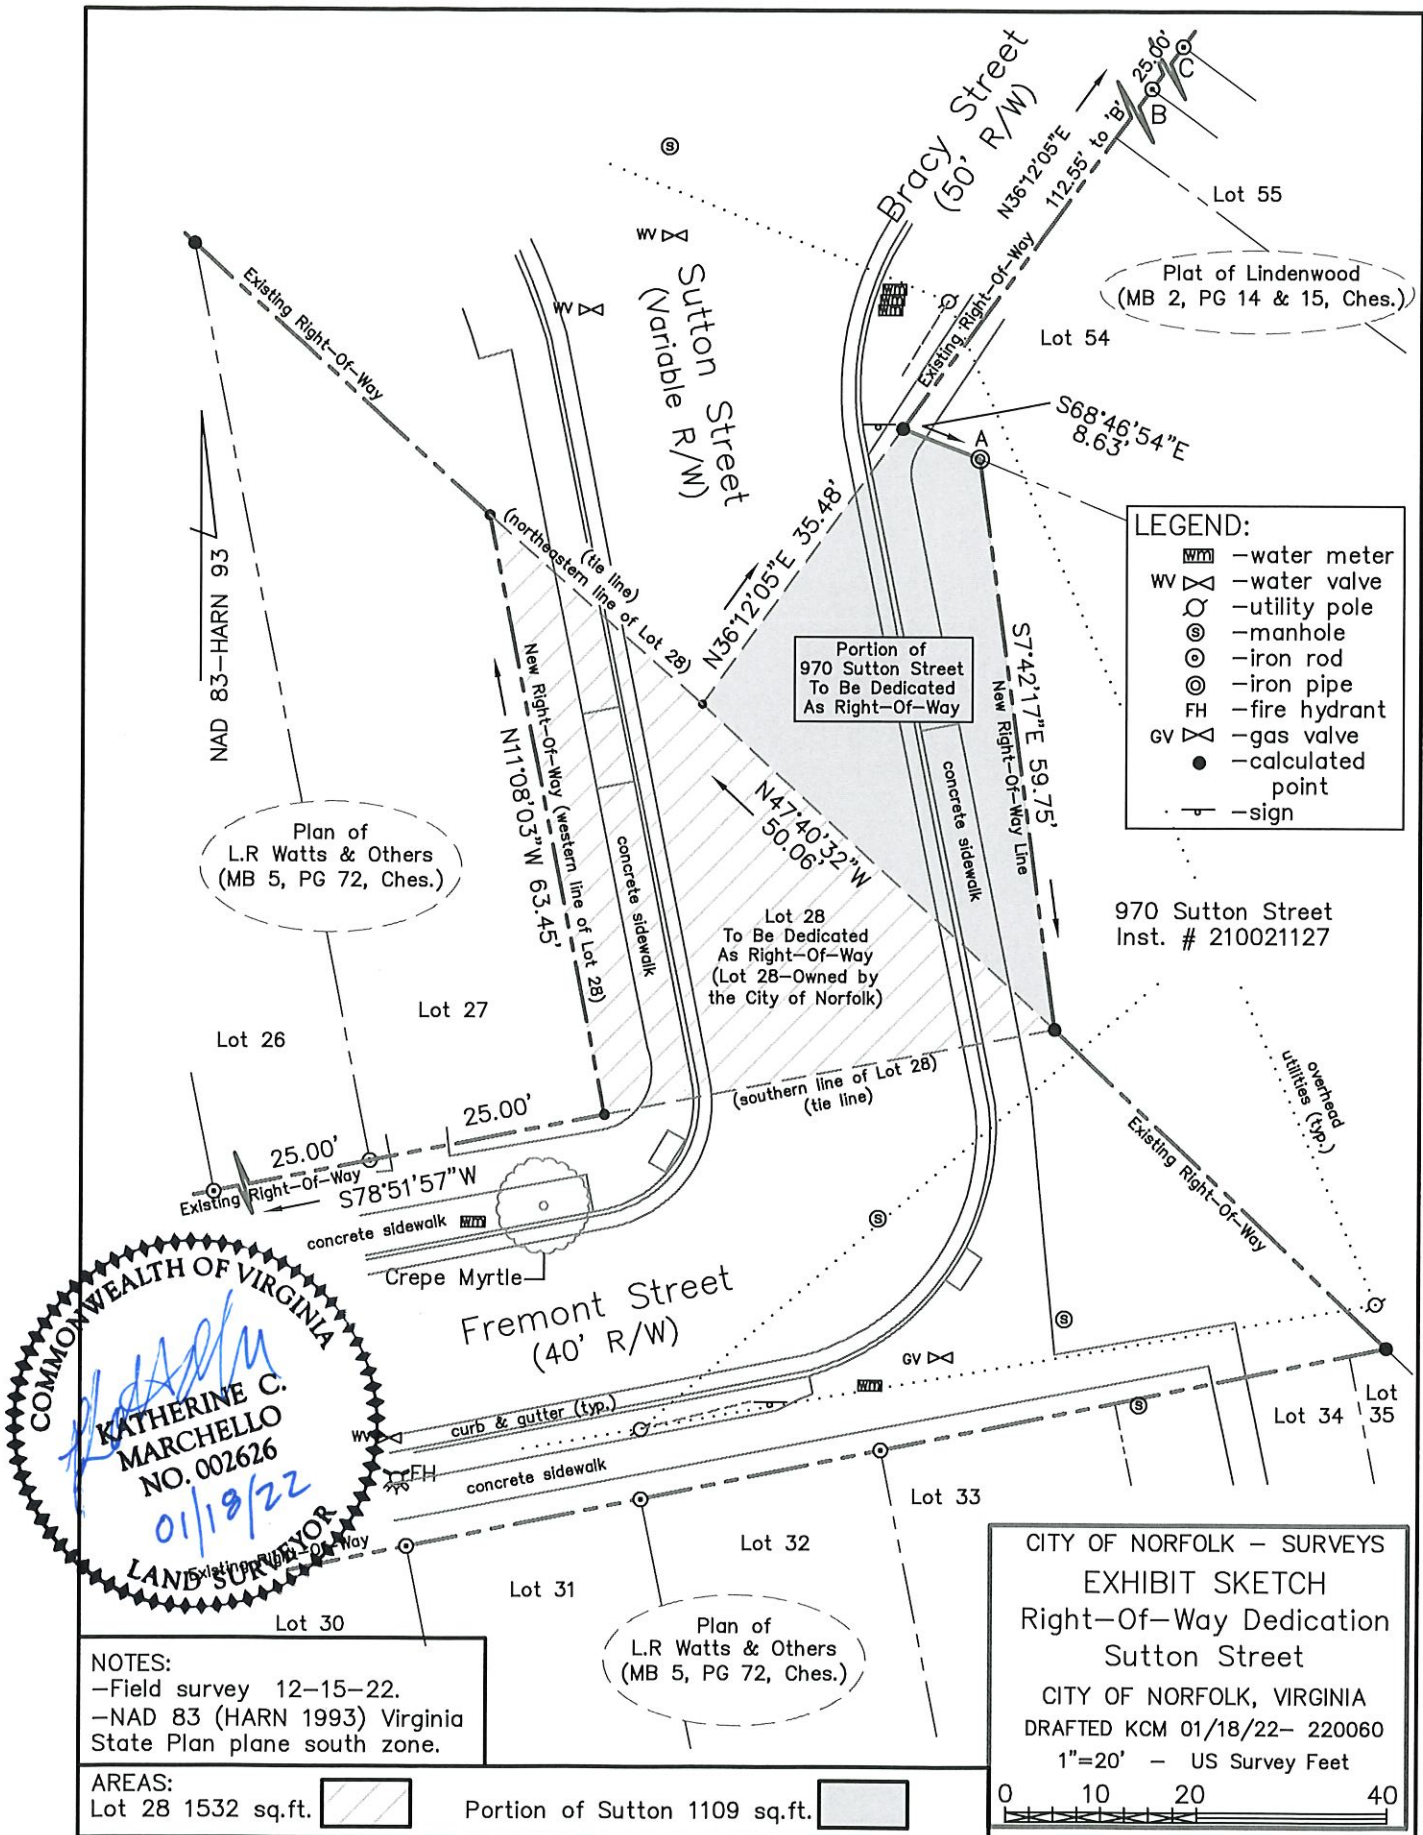 Bracy Street
(50' R/W)
N36°12'05"E
112.55' to 'B'
25.00'
C
B
Existing Right-Of-Way
Lot 55
Plat of Lindenwood
(MB 2, PG 14 & 15, Ches.)
Lot 54
S
WV
WV
Sutton Street
(Variable R/W)
wm
wm
wm
Existing Right-Of-Way
S68°46'54"E
8.63'
A
NAD 83-HARN 93
(tie line)
(northeastern line of Lot 28)
N36°12'05"E 35.48'
LEGEND:
wm -water meter
WV -water valve
-utility pole
S -manhole
-iron rod
-iron pipe
FH -fire hydrant
GV -gas valve
-calculated
point
-sign
Portion of
970 Sutton Street
To Be Dedicated
As Right-Of-Way
S7°42'17"E 59.75'
New Right-Of-Way Line
New Right-Of-Way (western line of Lot 28)
N11°08'03"W 63.45'
N47°40'32"W
50.06'
concrete sidewalk
concrete sidewalk
Plan of
L.R Watts & Others
(MB 5, PG 72, Ches.)
Lot 28
To Be Dedicated
As Right-Of-Way
(Lot 28-Owned by
the City of Norfolk)
970 Sutton Street
Inst. # 210021127
Lot 27
Lot 26
overhead
utilities (typ.)
(southern line of Lot 28)
(tie line)
25.00'
25.00'
Existing Right-Of-Way
S78°51'57"W
Existing Right-Of-Way
concrete sidewalk
wm
Crepe Myrtle
S
Fremont Street
(40' R/W)
S
GV
wm
S
Lot 34
Lot
35
curb & gutter (typ.)
WV
FH
concrete sidewalk
COMMONWEALTH OF VIRGINIA
KATHERINE C.
MARCHELLO
NO. 002626
01/18/22
LAND SURVEYOR
Existing Right-Of-Way
Lot 33
Lot 32
Lot 31
Lot 30
Plan of
L.R Watts & Others
(MB 5, PG 72, Ches.)
NOTES:
-Field survey 12-15-22.
-NAD 83 (HARN 1993) Virginia
State Plan plane south zone.
AREAS:
Lot 28 1532 sq.ft.
Portion of Sutton 1109 sq.ft.
CITY OF NORFOLK - SURVEYS
EXHIBIT SKETCH
Right-Of-Way Dedication
Sutton Street
CITY OF NORFOLK, VIRGINIA
DRAFTED KCM 01/18/22- 220060
1"=20' - US Survey Feet
0 10 20 40